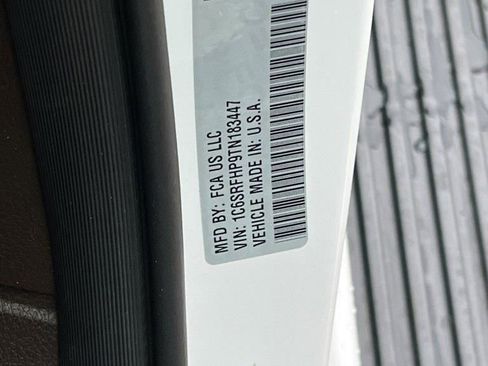 MFD BY: FCA US LLC
VIN: 1C6SRFHP9TN183447
VEHICLE MADE IN: U.S.A.